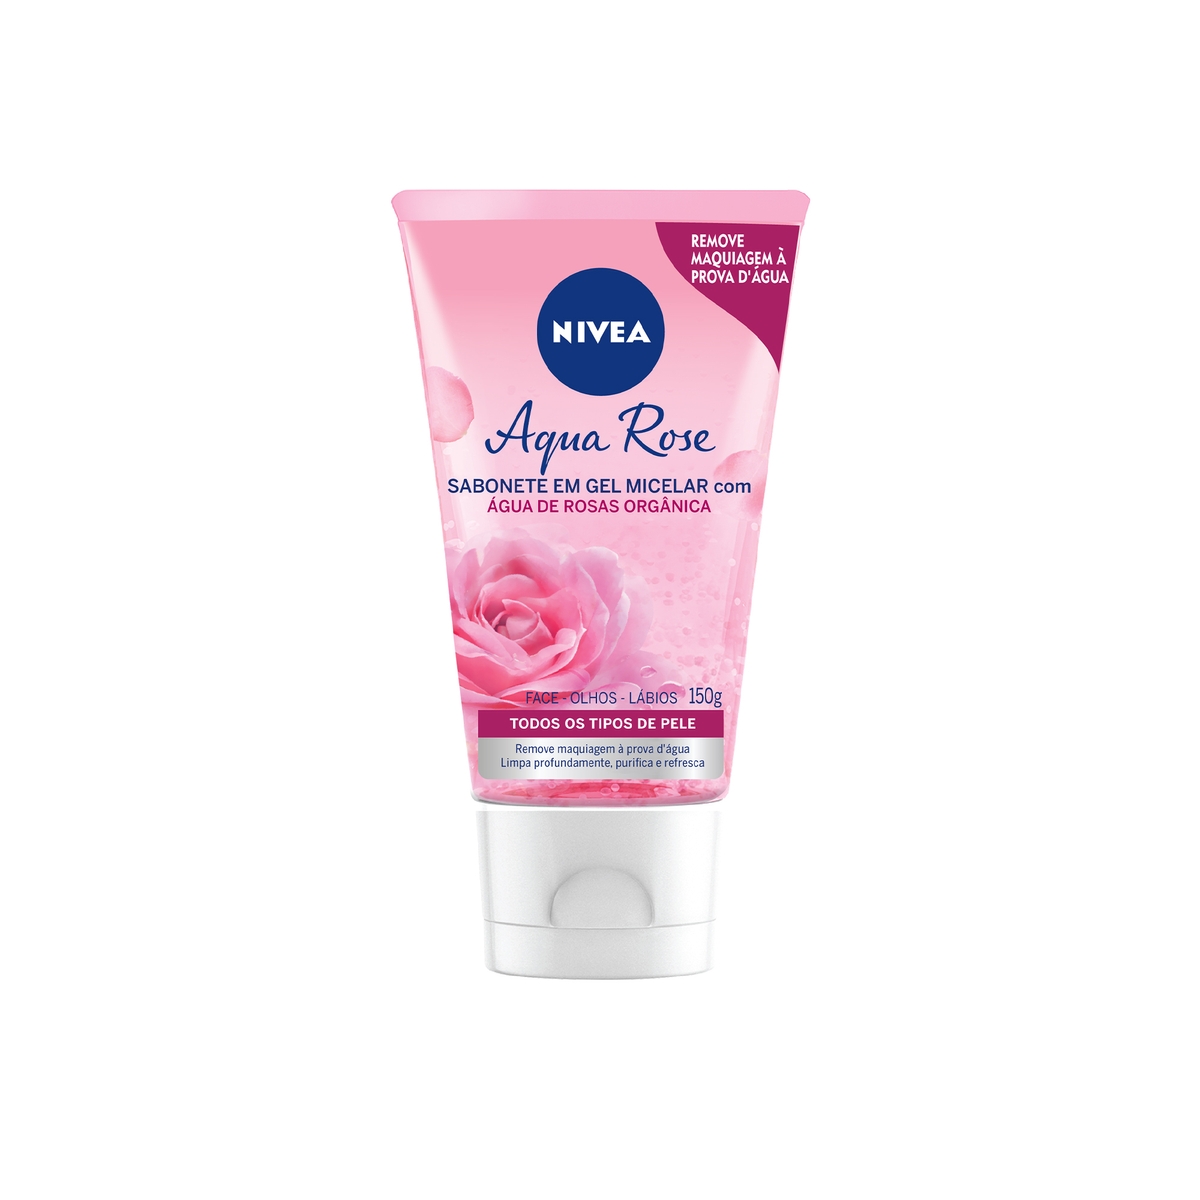 REMOVE
MAQUIAGEM À
PROVA D'ÁGUA
NIVEA
Aqua Rose
SABONETE EM GEL MICELAR com
ÁGUA DE ROSAS ORGÂNICA
FACE - OLHOS - LÁBIOS 150g
TODOS OS TIPOS DE PELE
Remove maquiagem à prova d'água
Limpa profundamente, purifica e refresca